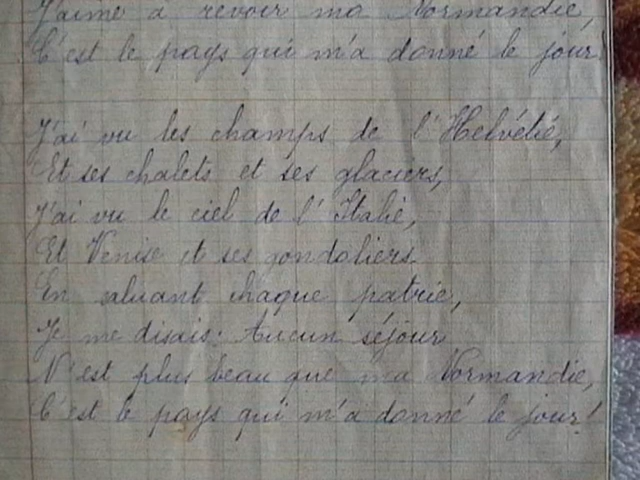 J'aime à revoir ma Normandie,
C'est le pays qui m'a donné le jour!
J'ai vu les champs de l'Helvétie,
Et ses chalets et ses glaciers,
J'ai vu le ciel de l'Italie,
Et Venise et ses gondoliers.
En saluant chaque patrie,
Je me disais: Aucun séjour
N'est plus beau que ma Normandie,
C'est le pays qui m'a donné le jour!